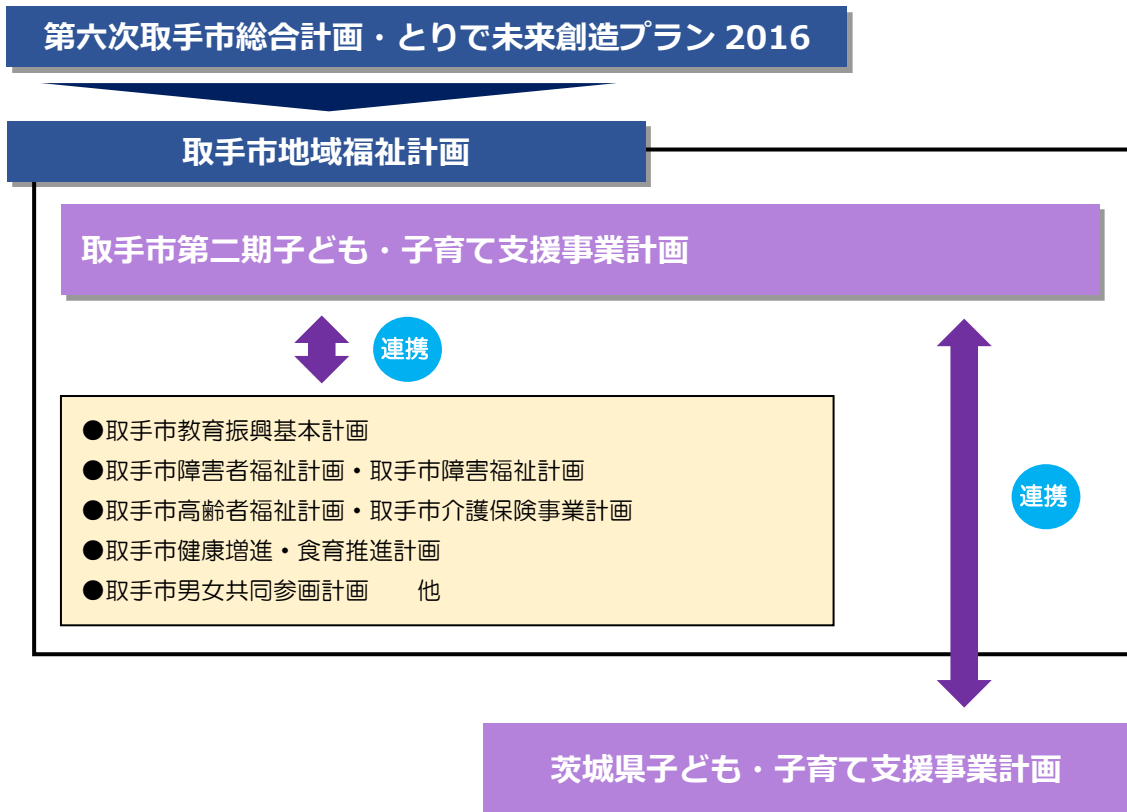 第六次取手市総合計画・とりで未来創造プラン 2016
取手市地域福祉計画
取手市第二期子ども・子育て支援事業計画
連携
●取手市教育振興基本計画
●取手市障害者福祉計画・取手市障害福祉計画
●取手市高齢者福祉計画・取手市介護保険事業計画
●取手市健康増進・食育推進計画
●取手市男女共同参画計画　　他
連携
茨城県子ども・子育て支援事業計画